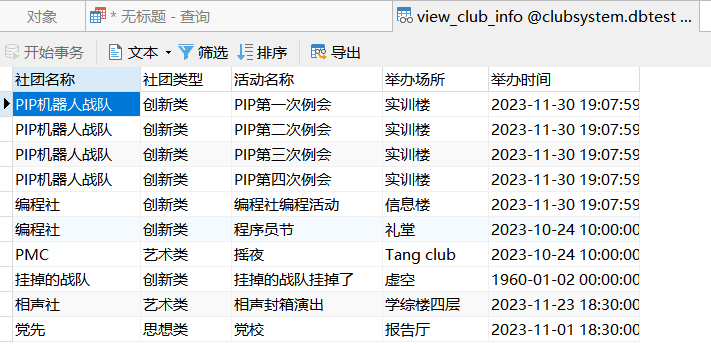 对象 * 无标题 - 查询 view_club_info @clubsystem.dbtest ...
开始事务 文本 筛选 排序 导出
社团名称 社团类型 活动名称 举办场所 举办时间
PIP机器人战队 创新类 PIP第一次例会 实训楼 2023-11-30 19:07:59
PIP机器人战队 创新类 PIP第二次例会 实训楼 2023-11-30 19:07:59
PIP机器人战队 创新类 PIP第三次例会 实训楼 2023-11-30 19:07:59
PIP机器人战队 创新类 PIP第四次例会 实训楼 2023-11-30 19:07:59
编程社 创新类 编程社编程活动 信息楼 2023-11-30 19:07:59
编程社 创新类 程序员节 礼堂 2023-10-24 10:00:00
PMC 艺术类 摇夜 Tang club 2023-10-24 10:00:00
挂掉的战队 创新类 挂掉的战队挂掉了 虚空 1960-01-02 00:00:00
相声社 艺术类 相声封箱演出 学综楼四层 2023-11-23 18:30:00
党先 思想类 党校 报告厅 2023-11-01 18:30:00